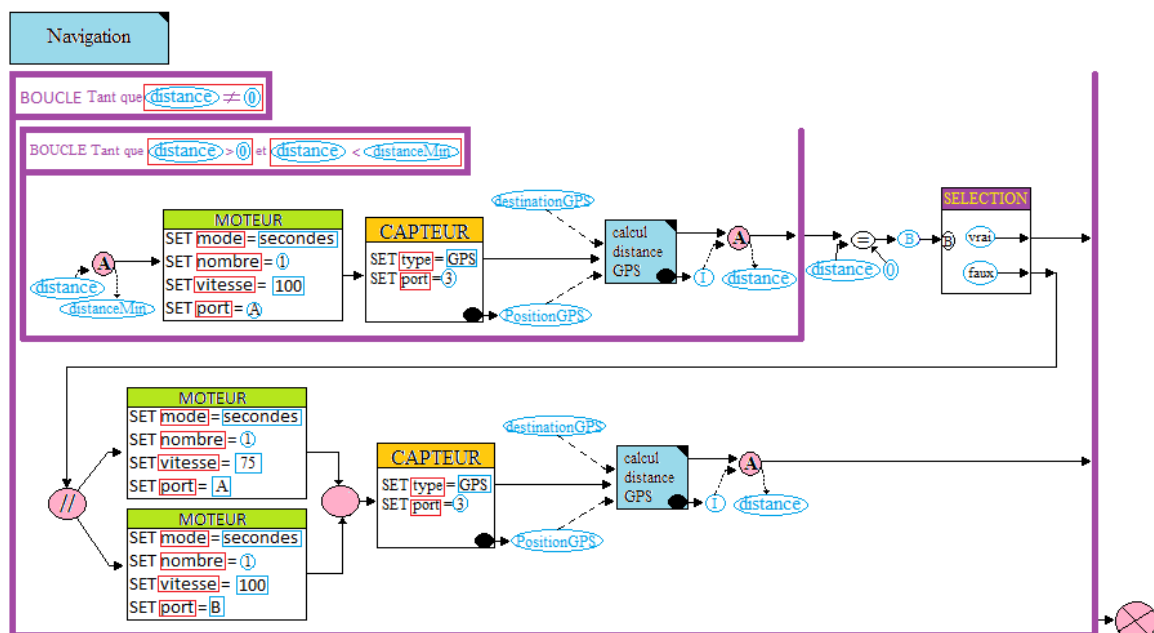 Navigation
BOUCLE Tant que distance ≠ 0
BOUCLE Tant que distance > 0 et distance < distanceMin
distance
A
distanceMin
MOTEUR
SET mode = secondes
SET nombre = 1
SET vitesse = 100
SET port = A
CAPTEUR
SET type = GPS
SET port = 3
destinationGPS
PositionGPS
calcul
distance
GPS
I
A
distance
distance
=
0
B
SELECTION
B
vrai
faux
//
MOTEUR
SET mode = secondes
SET nombre = 1
SET vitesse = 75
SET port = A
MOTEUR
SET mode = secondes
SET nombre = 1
SET vitesse = 100
SET port = B
CAPTEUR
SET type = GPS
SET port = 3
destinationGPS
PositionGPS
calcul
distance
GPS
I
A
distance